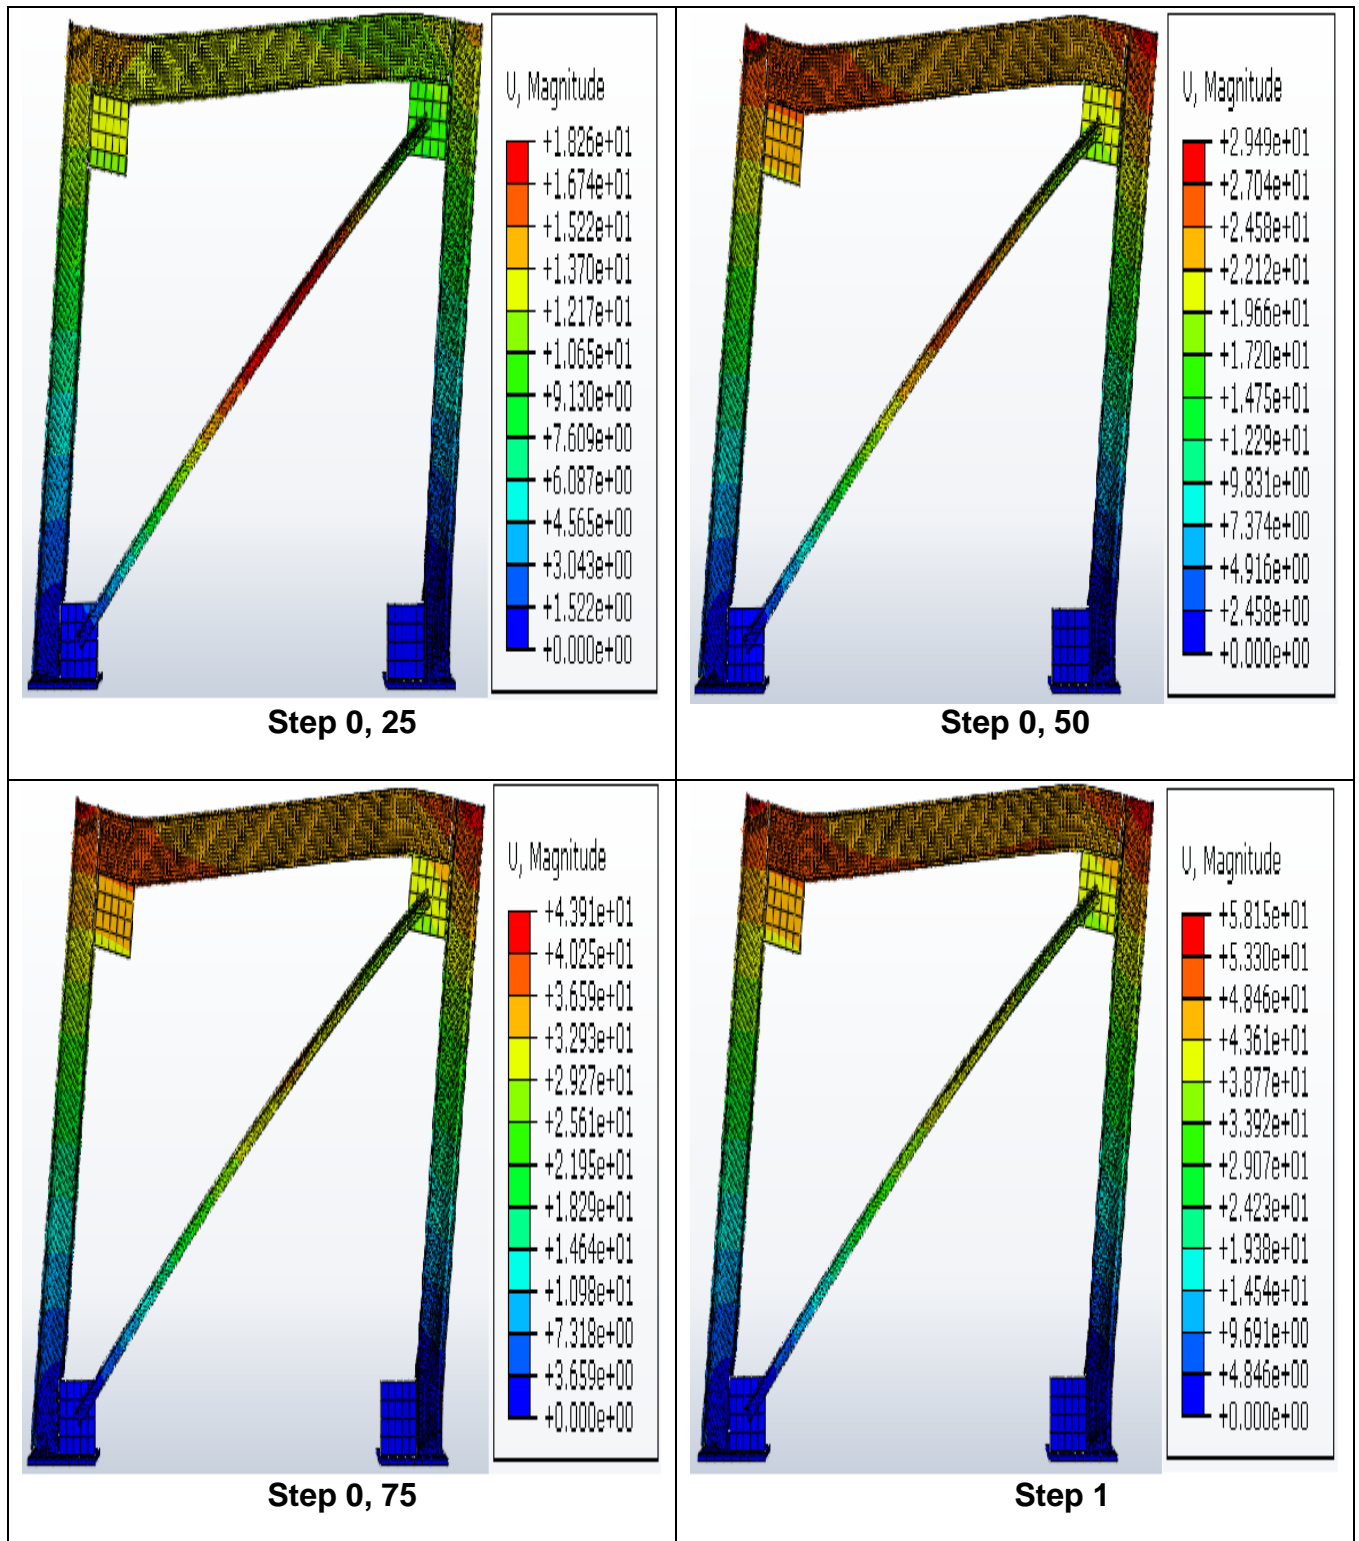 U, Magnitude
+1.826e+01
+1.674e+01
+1.522e+01
+1.370e+01
+1.217e+01
+1.065e+01
+9.130e+00
+7.609e+00
+6.087e+00
+4.565e+00
+3.043e+00
+1.522e+00
+0.000e+00
Step 0, 25
U, Magnitude
+2.949e+01
+2.704e+01
+2.458e+01
+2.212e+01
+1.966e+01
+1.720e+01
+1.475e+01
+1.229e+01
+9.831e+00
+7.374e+00
+4.916e+00
+2.458e+00
+0.000e+00
Step 0, 50
U, Magnitude
+4.391e+01
+4.025e+01
+3.659e+01
+3.293e+01
+2.927e+01
+2.561e+01
+2.195e+01
+1.829e+01
+1.464e+01
+1.098e+01
+7.318e+00
+3.659e+00
+0.000e+00
Step 0, 75
U, Magnitude
+5.815e+01
+5.330e+01
+4.846e+01
+4.361e+01
+3.877e+01
+3.392e+01
+2.907e+01
+2.423e+01
+1.938e+01
+1.454e+01
+9.691e+00
+4.846e+00
+0.000e+00
Step 1